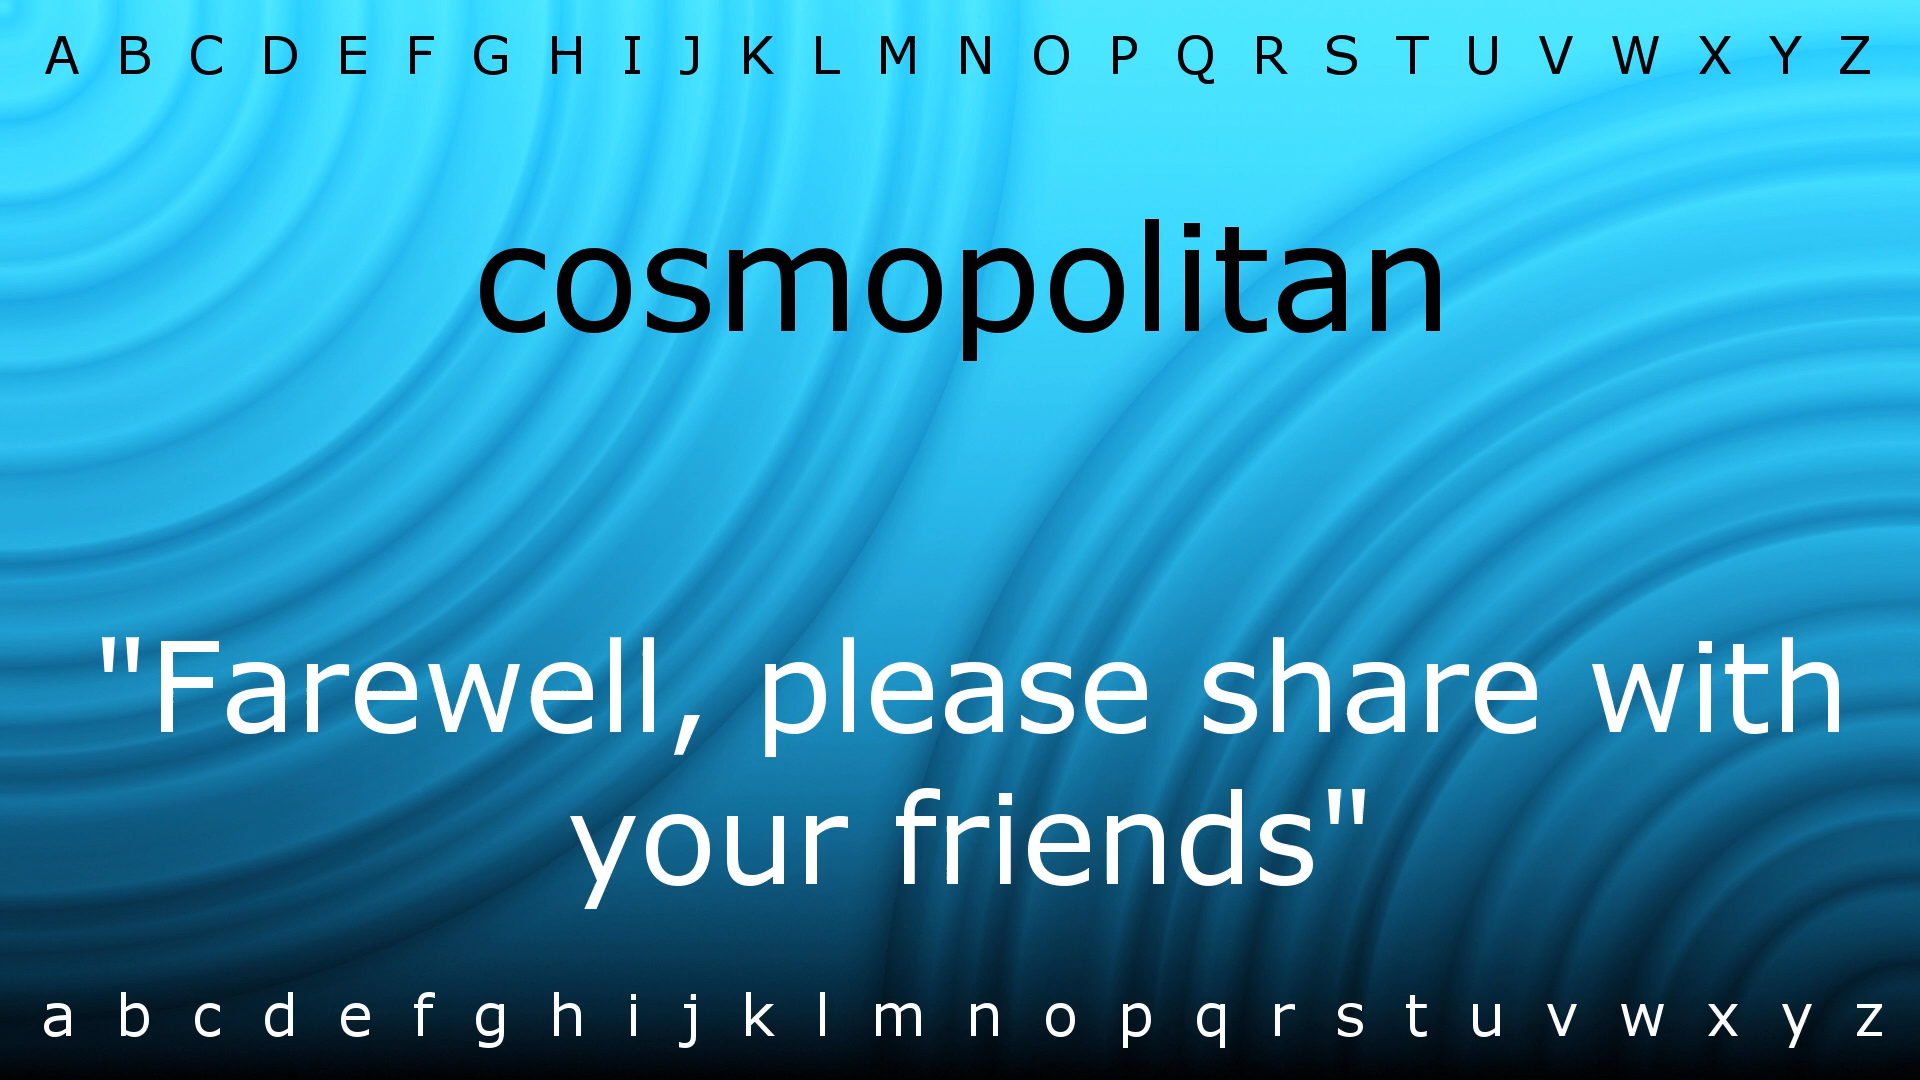 A B C D E F G H I J K L M N O P Q R S T U V W X Y Z
cosmopolitan
"Farewell, please share with
your friends"
a b c d e f g h i j k l m n o p q r s t u v w x y z